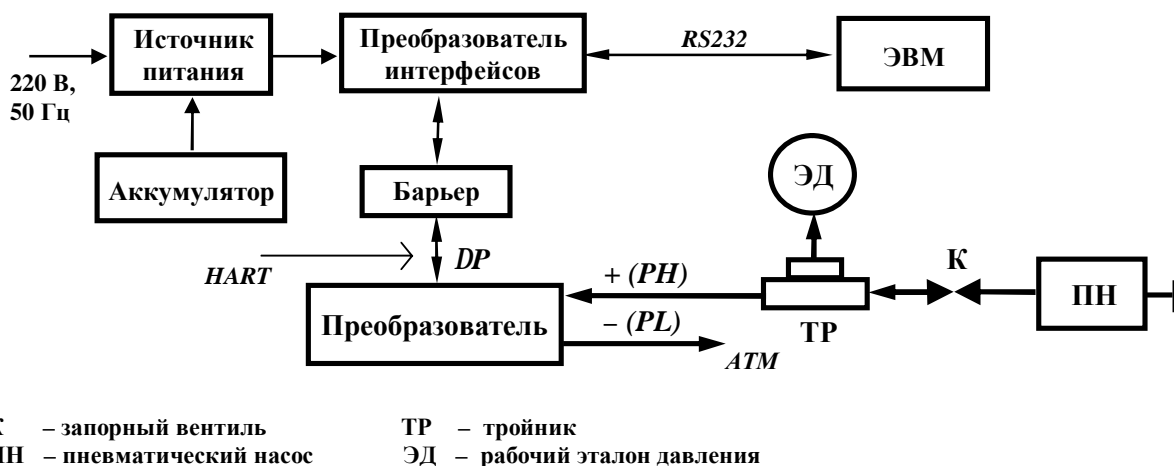 Источник
питания
Преобразователь
интерфейсов
RS232
ЭВМ
220 В,
50 Гц
Аккумулятор
Барьер
ЭД
HART
DP
+ (PH)
К
ПН
Преобразователь
– (PL)
ТР
АТМ
– запорный вентиль
ТР – тройник
– пневматический насос
ЭД – рабочий эталон давления